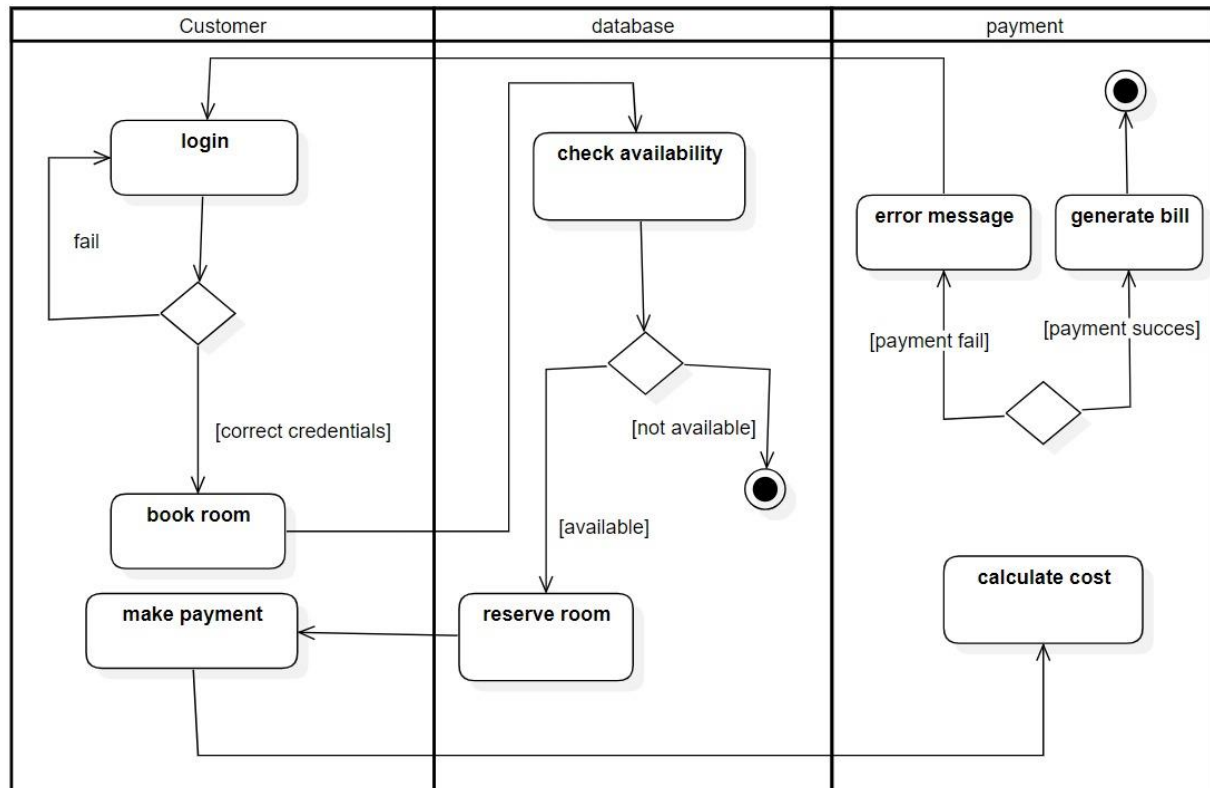 Customer
database
payment
login
fail
[correct credentials]
book room
make payment
check availability
[not available]
[available]
reserve room
error message
generate bill
[payment fail]
[payment succes]
calculate cost